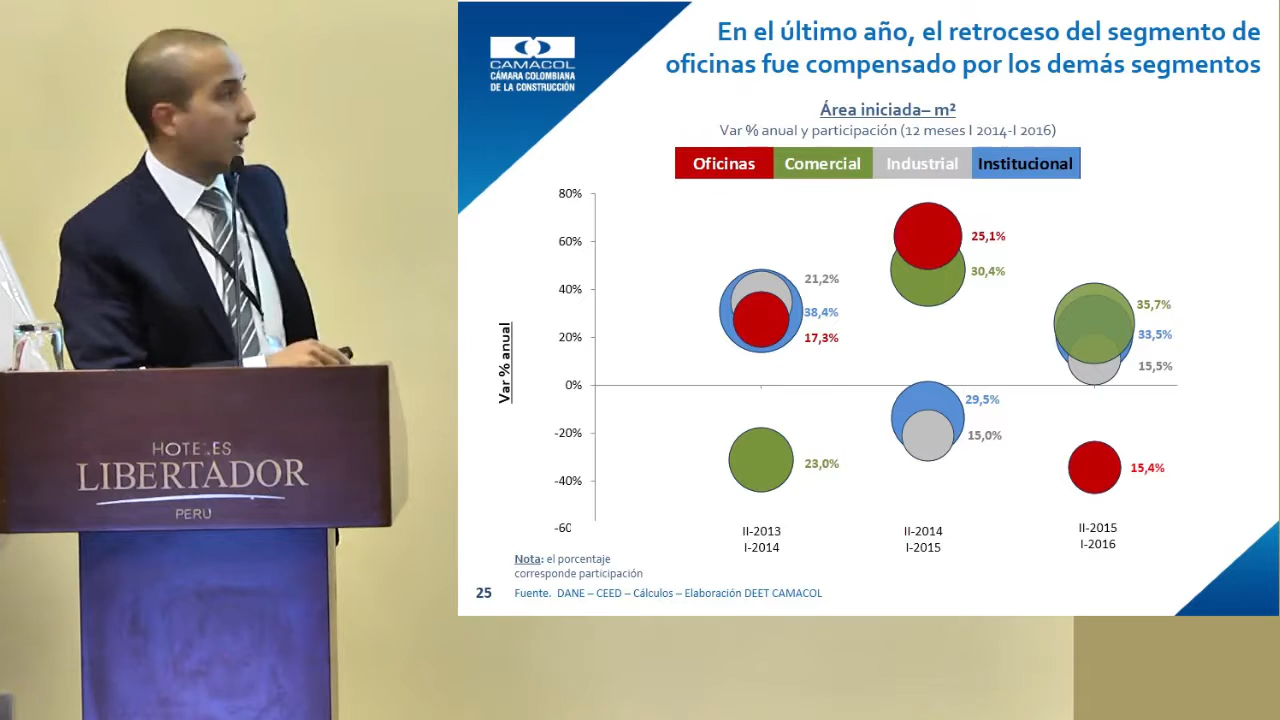 CAMACOL
CÁMARA COLOMBIANA
DE LA CONSTRUCCIÓN
En el último año, el retroceso del segmento de
oficinas fue compensado por los demás segmentos
Área iniciada– m²
Var % anual y participación (12 meses I 2014-I 2016)
Oficinas Comercial Industrial Institucional
Var % anual
80%
60%
40%
20%
0%
-20%
-40%
-60
21,2%
38,4%
17,3%
23,0%
25,1%
30,4%
29,5%
15,0%
35,7%
33,5%
15,5%
15,4%
II-2013
I-2014
II-2014
I-2015
II-2015
I-2016
Nota: el porcentaje
corresponde participación
25 Fuente. DANE – CEED – Cálculos – Elaboración DEET CAMACOL
HOTELES
LIBERTADOR
PERU